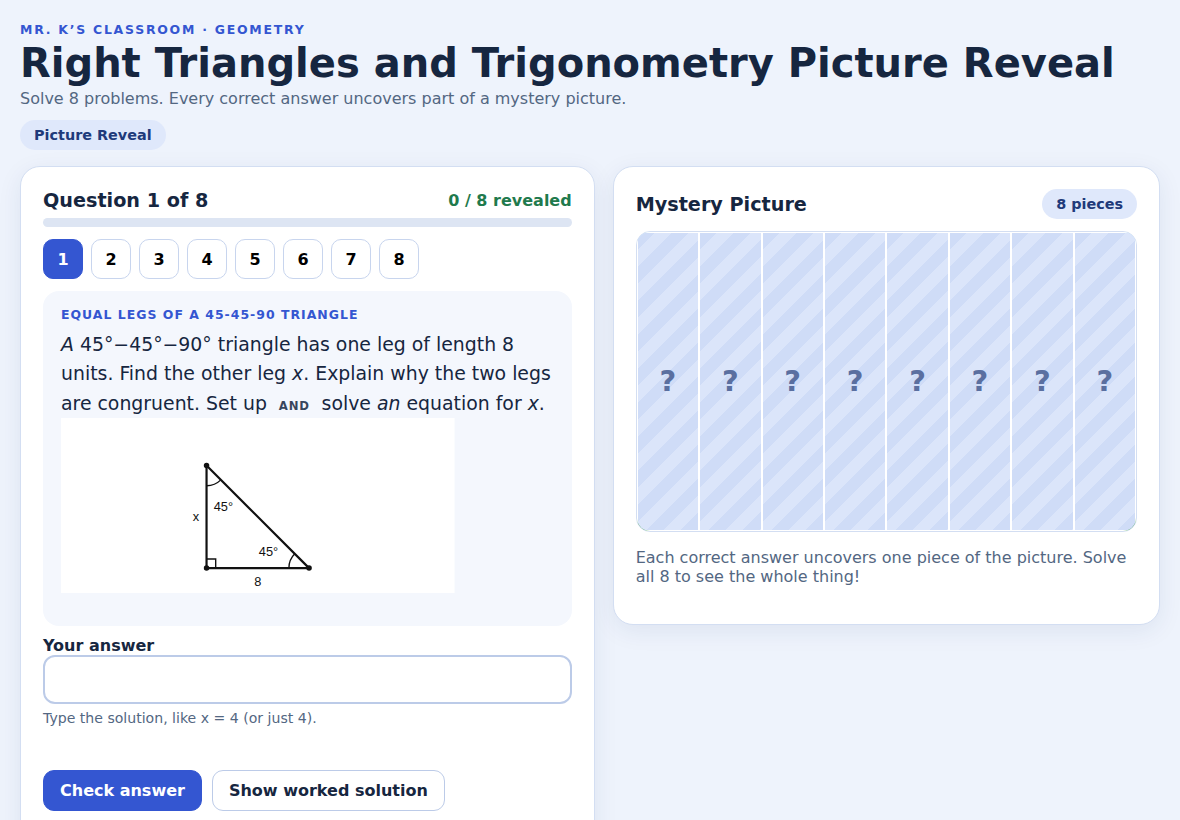 MR. K’S CLASSROOM · GEOMETRY
Right Triangles and Trigonometry Picture Reveal
Solve 8 problems. Every correct answer uncovers part of a mystery picture.
Picture Reveal
Question 1 of 8
0 / 8 revealed
1 2 3 4 5 6 7 8
EQUAL LEGS OF A 45-45-90 TRIANGLE
A 45°−45°−90° triangle has one leg of length 8
units. Find the other leg x. Explain why the two legs
are congruent. Set up AND solve an equation for x.
45°
x
45°
8
Your answer
Type the solution, like x = 4 (or just 4).
Check answer
Show worked solution
Mystery Picture
8 pieces
? ? ? ? ? ? ? ?
Each correct answer uncovers one piece of the picture. Solve
all 8 to see the whole thing!